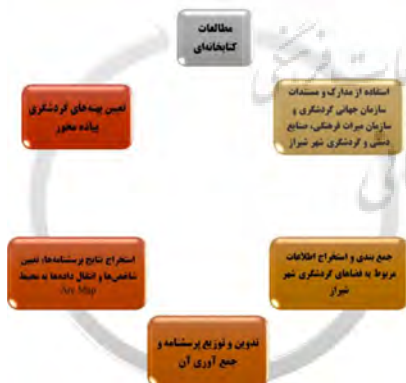 مطالعات
کتابخانه‌ای
استفاده از مدارک و مستندات
سازمان جهانی گردشگری و
سازمان میراث فرهنگی، صنایع
دستی و گردشگری شهر شیراز
جمع بندی و استخراج اطلاعات
مربوط به فضاهای گردشگری شهر
شیراز
تدوین و توزیع پرسشنامه و
جمع آوری آن
استخراج نتایج پرسشنامه‌ها، تعیین
شاخص‌ها و انتقال داده‌ها به محیط
Arc Map
تعیین پهنه‌های گردشگری
پیاده محور